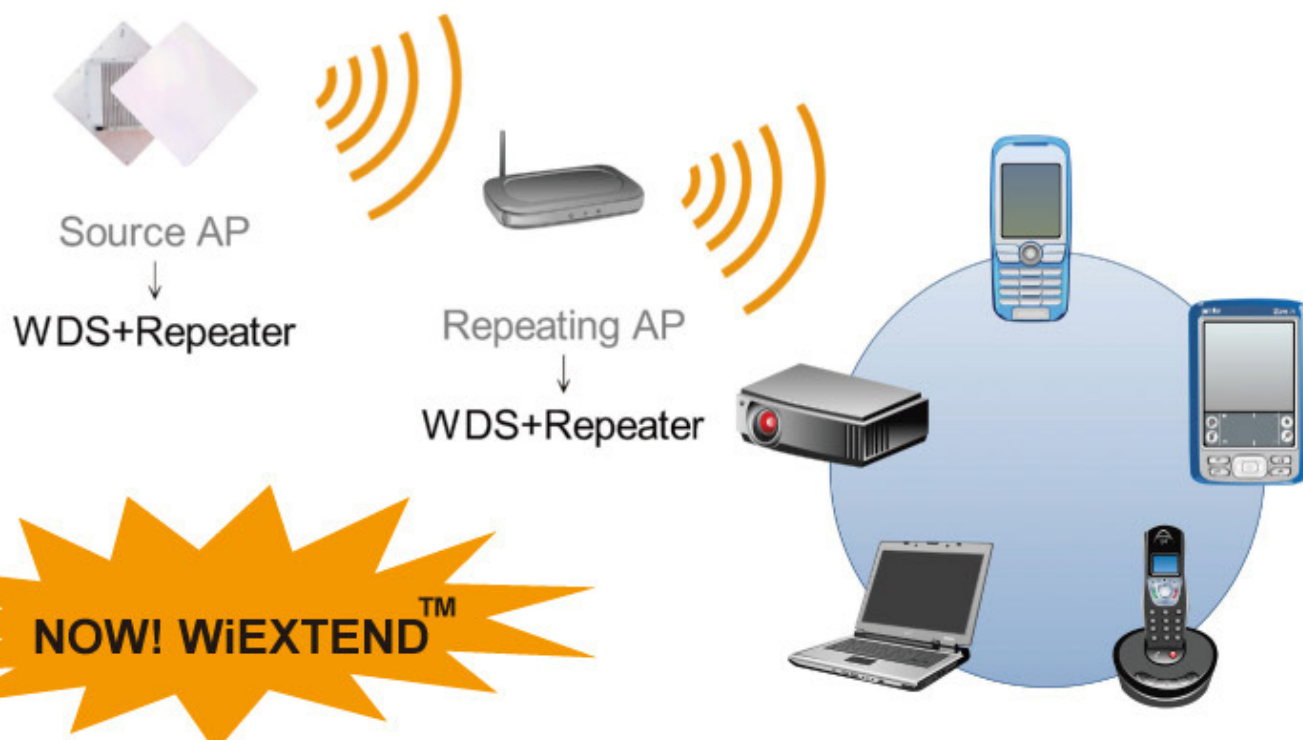 Source AP
WDS+Repeater
Repeating AP
WDS+Repeater
NOW! WiEXTEND™